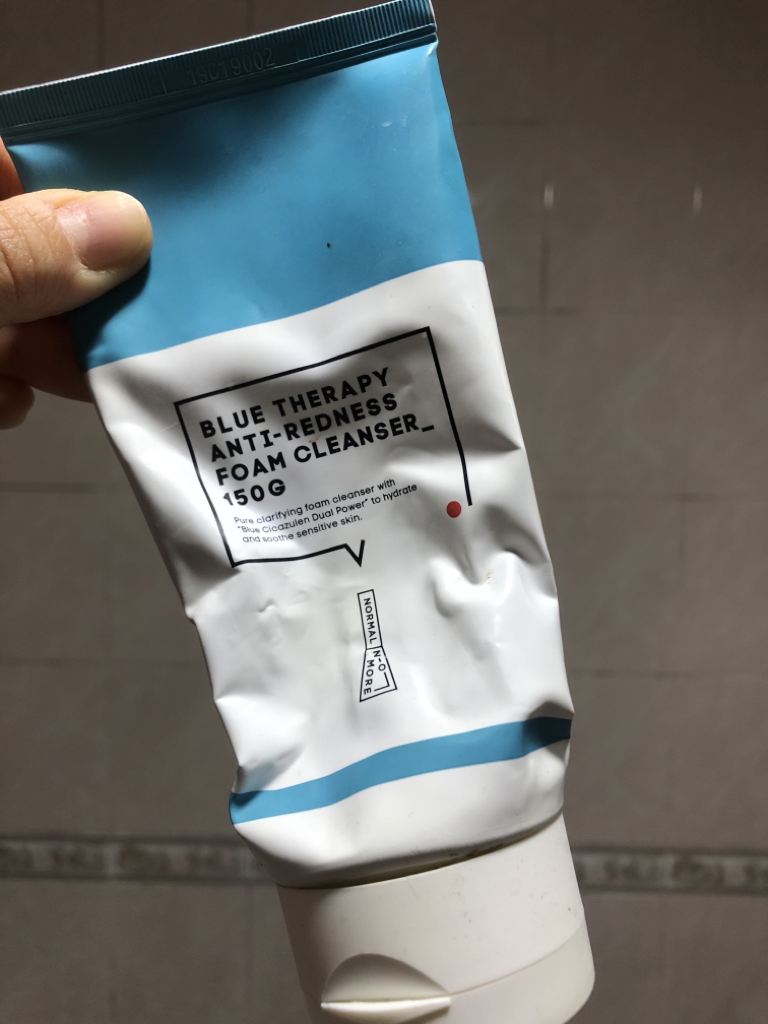 19C19002
BLUE THERAPY
ANTI-REDNESS
FOAM CLEANSER_
150G
Pure clarifying foam cleanser with
"Blue Cicazulen Dual Power" to hydrate
and soothe sensitive skin.
NORMAL
N-O
MORE